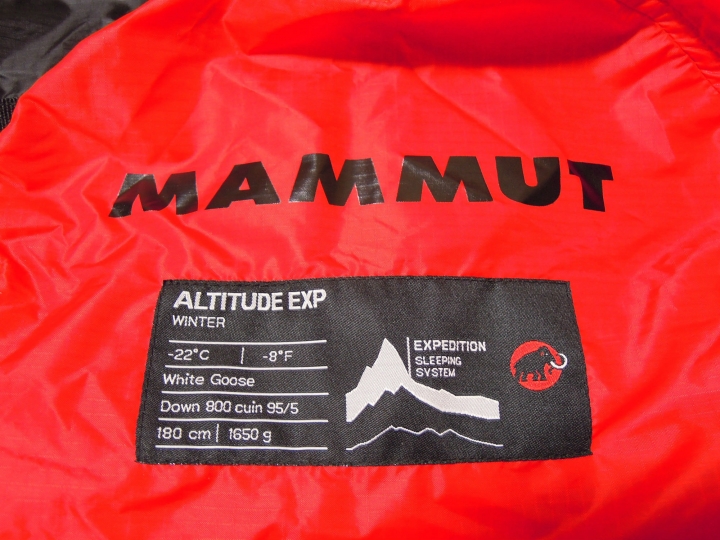 MAMMUT
ALTITUDE EXP
WINTER
-22°C | -8°F
White Goose
Down 800 cuin 95/5
180 cm | 1650 g
EXPEDITION
SLEEPING
SYSTEM